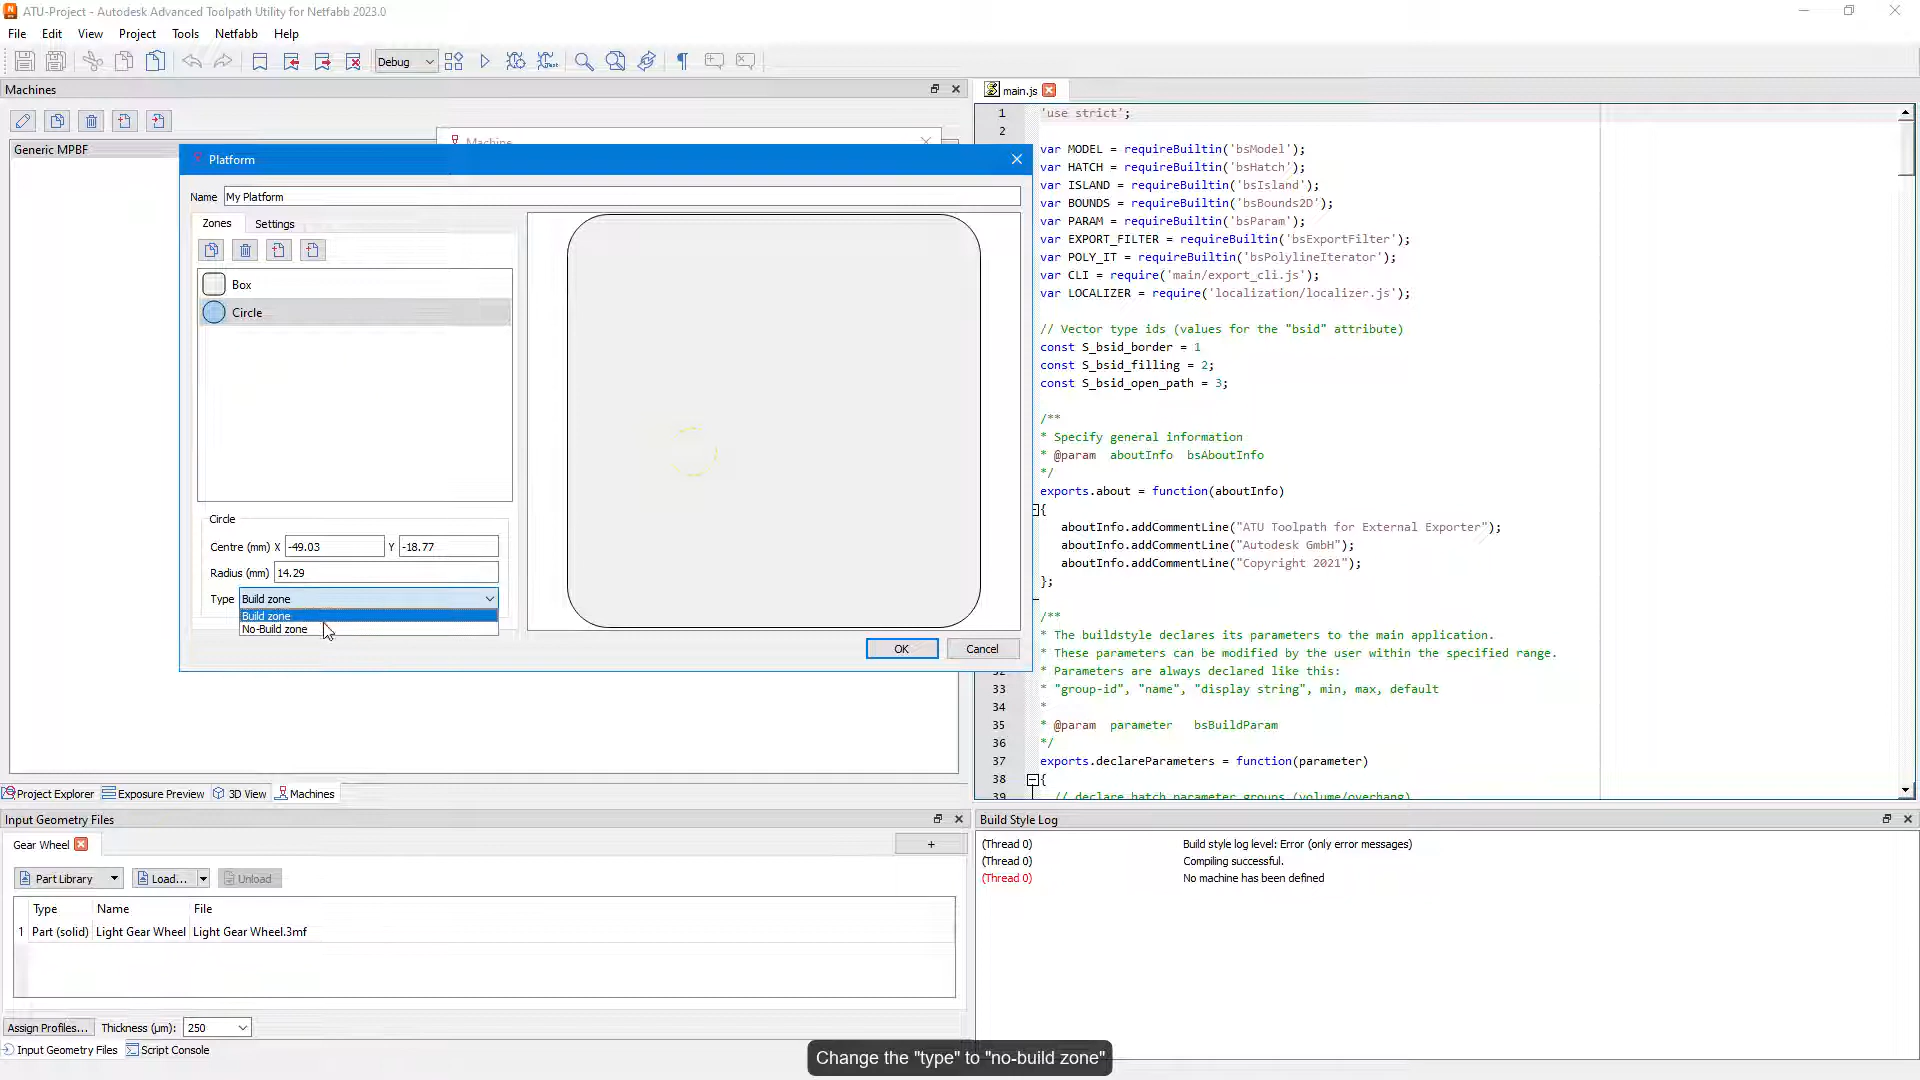 ATU-Project - Autodesk Advanced Toolpath Utility for Netfabb 2023.0
File Edit View Project Tools Netfabb Help
Debug
Machines
Generic MPBF
Machine
Platform
Name My Platform
Zones Settings
Box
Circle
Circle
Centre (mm) X -49.03 Y -18.77
Radius (mm) 14.29
Type Build zone
Build zone
No-Build zone
OK Cancel
main.js
1 'use strict';
2
var MODEL = requireBuiltin('bsModel');
var HATCH = requireBuiltin('bsHatch');
var ISLAND = requireBuiltin('bsIsland');
var BOUNDS = requireBuiltin('bsBounds2D');
var PARAM = requireBuiltin('bsParam');
var EXPORT_FILTER = requireBuiltin('bsExportFilter');
var POLY_IT = requireBuiltin('bsPolylineIterator');
var CLI = require('main/export_cli.js');
var LOCALIZER = require('localization/localizer.js');
// Vector type ids (values for the "bsid" attribute)
const S_bsid_border = 1
const S_bsid_filling = 2;
const S_bsid_open_path = 3;
/**
* Specify general information
* @param aboutInfo bsAboutInfo
*/
exports.about = function(aboutInfo)
{
aboutInfo.addCommentLine("ATU Toolpath for External Exporter");
aboutInfo.addCommentLine("Autodesk GmbH");
aboutInfo.addCommentLine("Copyright 2021");
};
/**
* The buildstyle declares its parameters to the main application.
* These parameters can be modified by the user within the specified range.
* Parameters are always declared like this:
33 * "group-id", "name", "display string", min, max, default
34 *
35 * @param parameter bsBuildParam
36 */
37 exports.declareParameters = function(parameter)
38 {
39 // declare hatch parameter groups (volume/overhang)
Project Explorer Exposure Preview 3D View Machines
Input Geometry Files
Gear Wheel
+
Part Library Load... Unload
Type Name File
1 Part (solid) Light Gear Wheel Light Gear Wheel.3mf
Assign Profiles... Thickness (µm): 250
Input Geometry Files Script Console
Build Style Log
(Thread 0) Build style log level: Error (only error messages)
(Thread 0) Compiling successful.
(Thread 0) No machine has been defined
Change the "type" to "no-build zone"